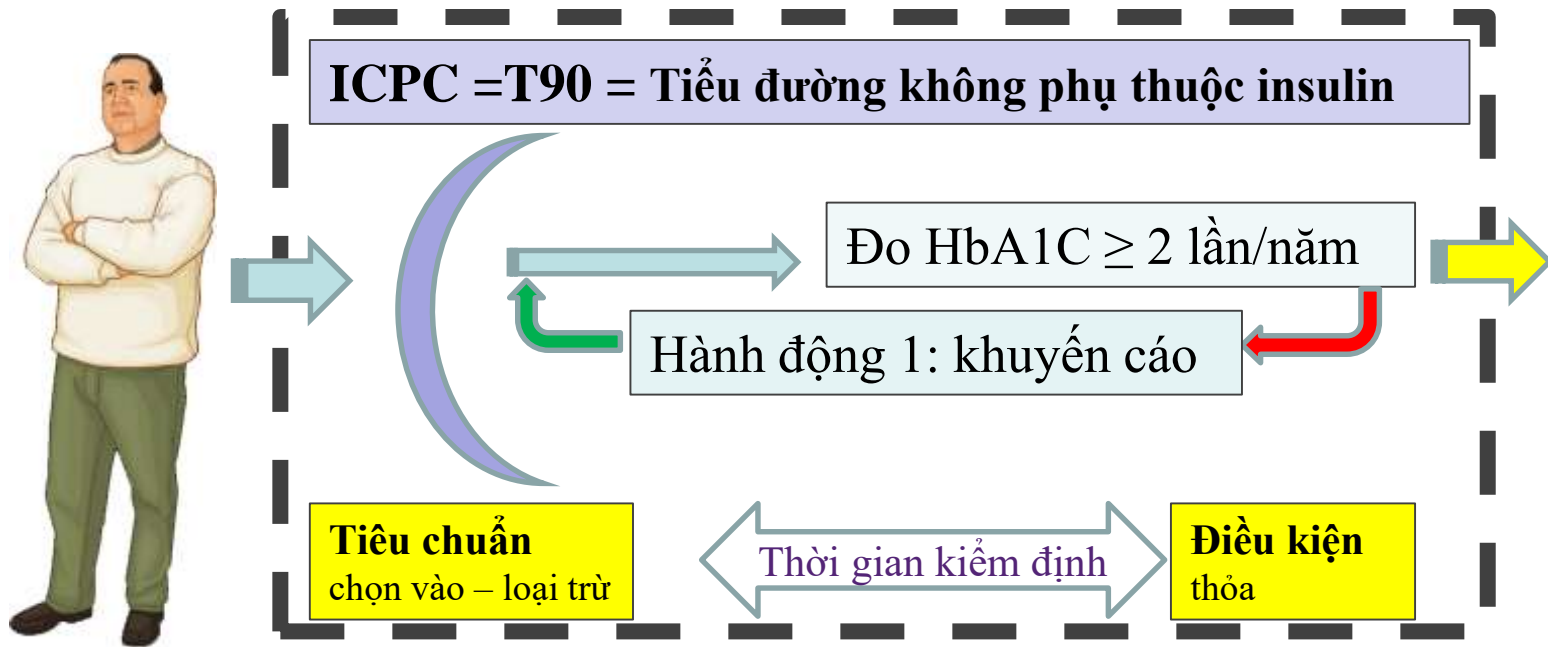 ICPC =T90 = Tiểu đường không phụ thuộc insulin
Đo HbA1C ≥ 2 lần/năm
Hành động 1: khuyến cáo
Tiêu chuẩn
chọn vào – loại trừ
Thời gian kiểm định
Điều kiện
thỏa